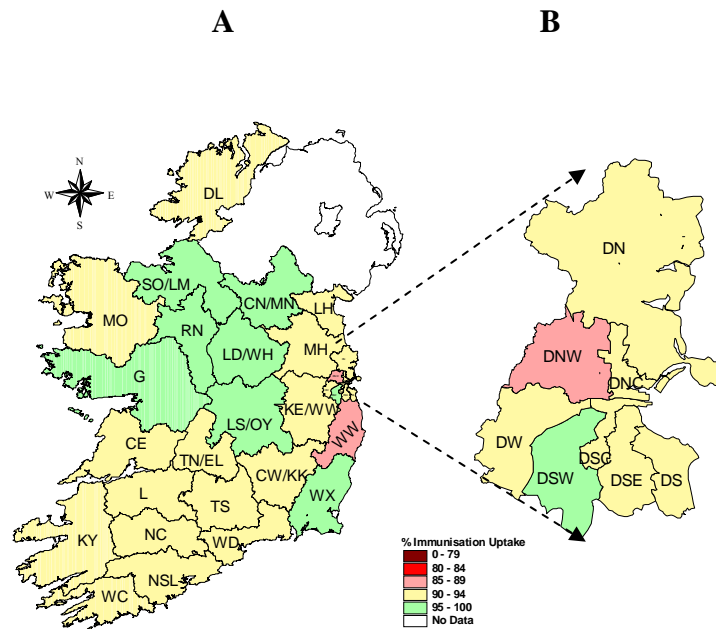 A B
N
W E
S
DL
SO/LM
CN/MN
LH
MO
RN
LD/WH
MH
G
LS/OY
KE/WW
WW
CE
TN/EL
CW/KK
WX
L
TS
NC
WD
KY
NSL
WC
DN
DNW
DNC
DW
DSC
DSW
DSE
DS
% Immunisation Uptake
0 - 79
80 - 84
85 - 89
90 - 94
95 - 100
No Data